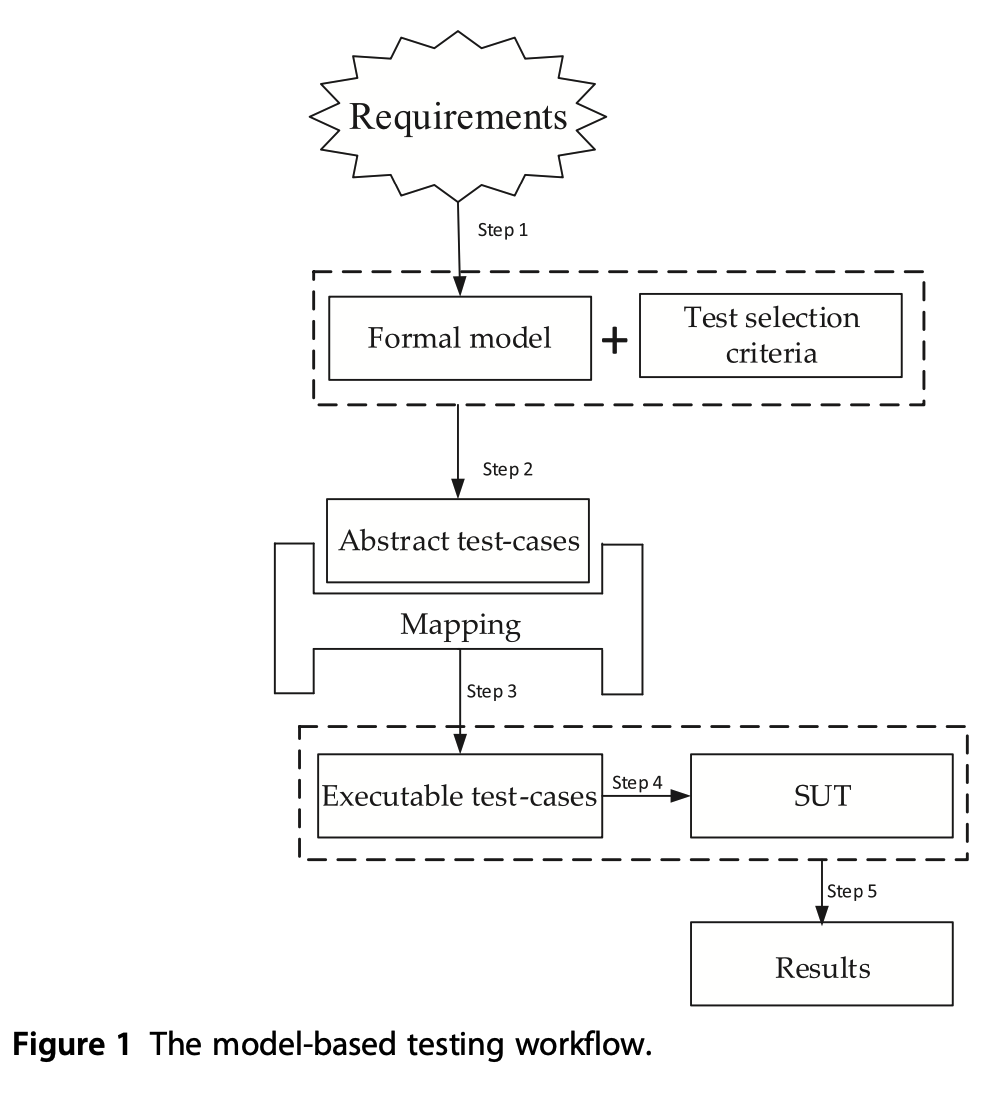 Requirements
Step 1
Formal model
+
Test selection
criteria
Step 2
Abstract test-cases
Mapping
Step 3
Executable test-cases
Step 4
SUT
Step 5
Results
Figure 1 The model-based testing workflow.